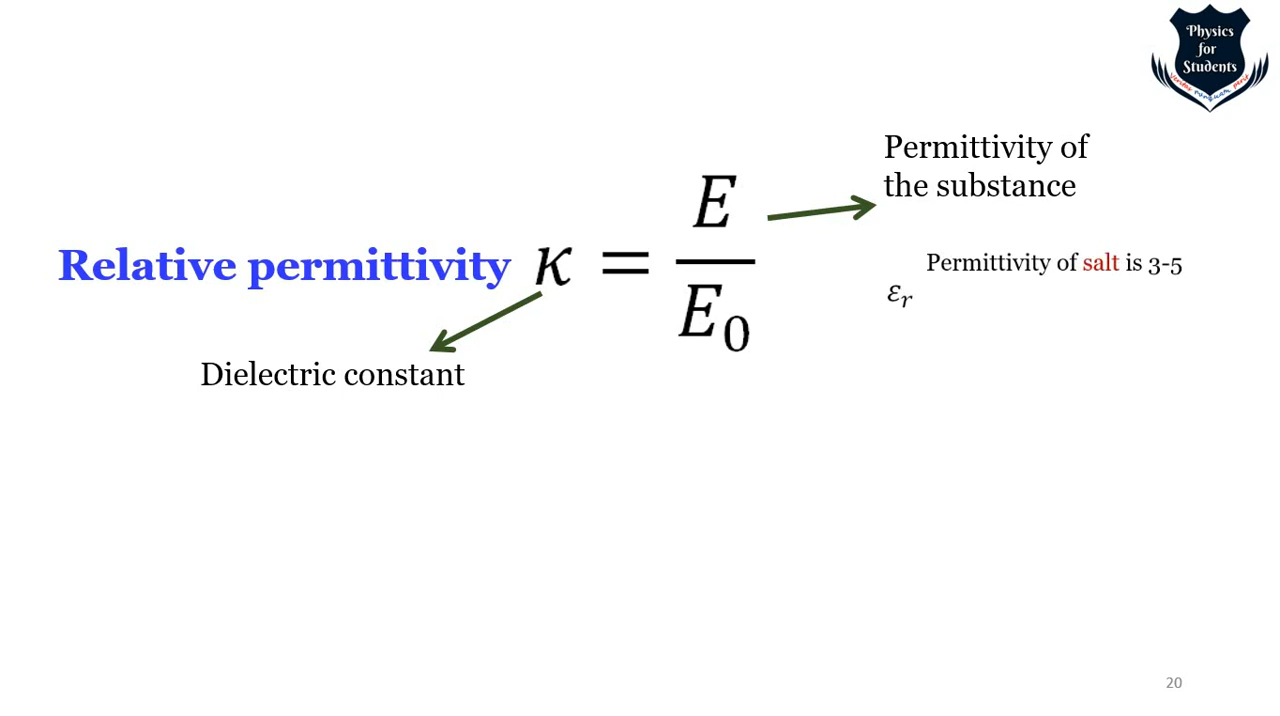 Physics
for
Students
Permittivity of
the substance
Relative permittivity κ = E/E₀
Permittivity of salt is 3-5
εᵣ
Dielectric constant
20